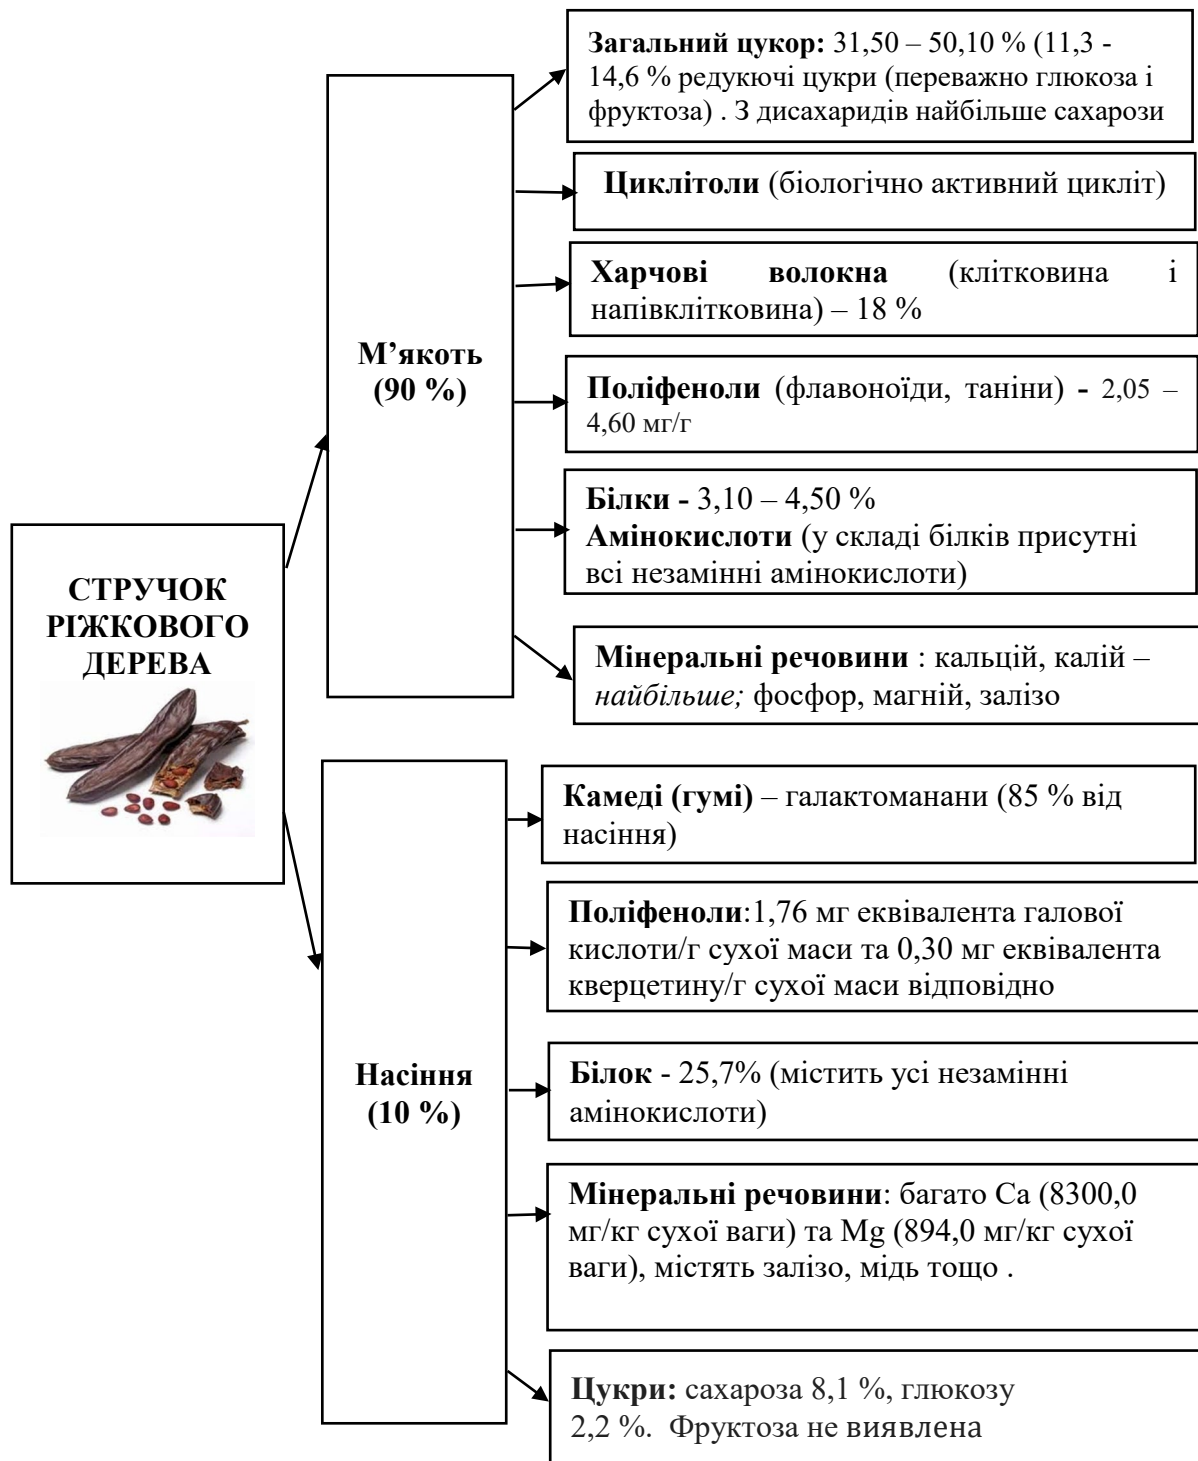 СТРУЧОК
РІЖКОВОГО
ДЕРЕВА
М’якоть
(90 %)
Загальний цукор: 31,50 – 50,10 % (11,3 -
14,6 % редукючі цукри (переважно глюкоза і
фруктоза) . З дисахаридів найбільше сахарози
Циклітоли (біологічно активний цикліт)
Харчові волокна (клітковина і
напівклітковина) – 18 %
Поліфеноли (флавоноїди, таніни) - 2,05 –
4,60 мг/г
Білки - 3,10 – 4,50 %
Амінокислоти (у складі білків присутні
всі незамінні амінокислоти)
Мінеральні речовини : кальцій, калій –
найбільше; фосфор, магній, залізо
Насіння
(10 %)
Камеді (гумі) – галактоманани (85 % від
насіння)
Поліфеноли:1,76 мг еквівалента галової
кислоти/г сухої маси та 0,30 мг еквівалента
кверцетину/г сухої маси відповідно
Білок - 25,7% (містить усі незамінні
амінокислоти)
Мінеральні речовини: багато Ca (8300,0
мг/кг сухої ваги) та Mg (894,0 мг/кг сухої
ваги), містять залізо, мідь тощо .
Цукри: сахароза 8,1 %, глюкозу
2,2 %. Фруктоза не виявлена